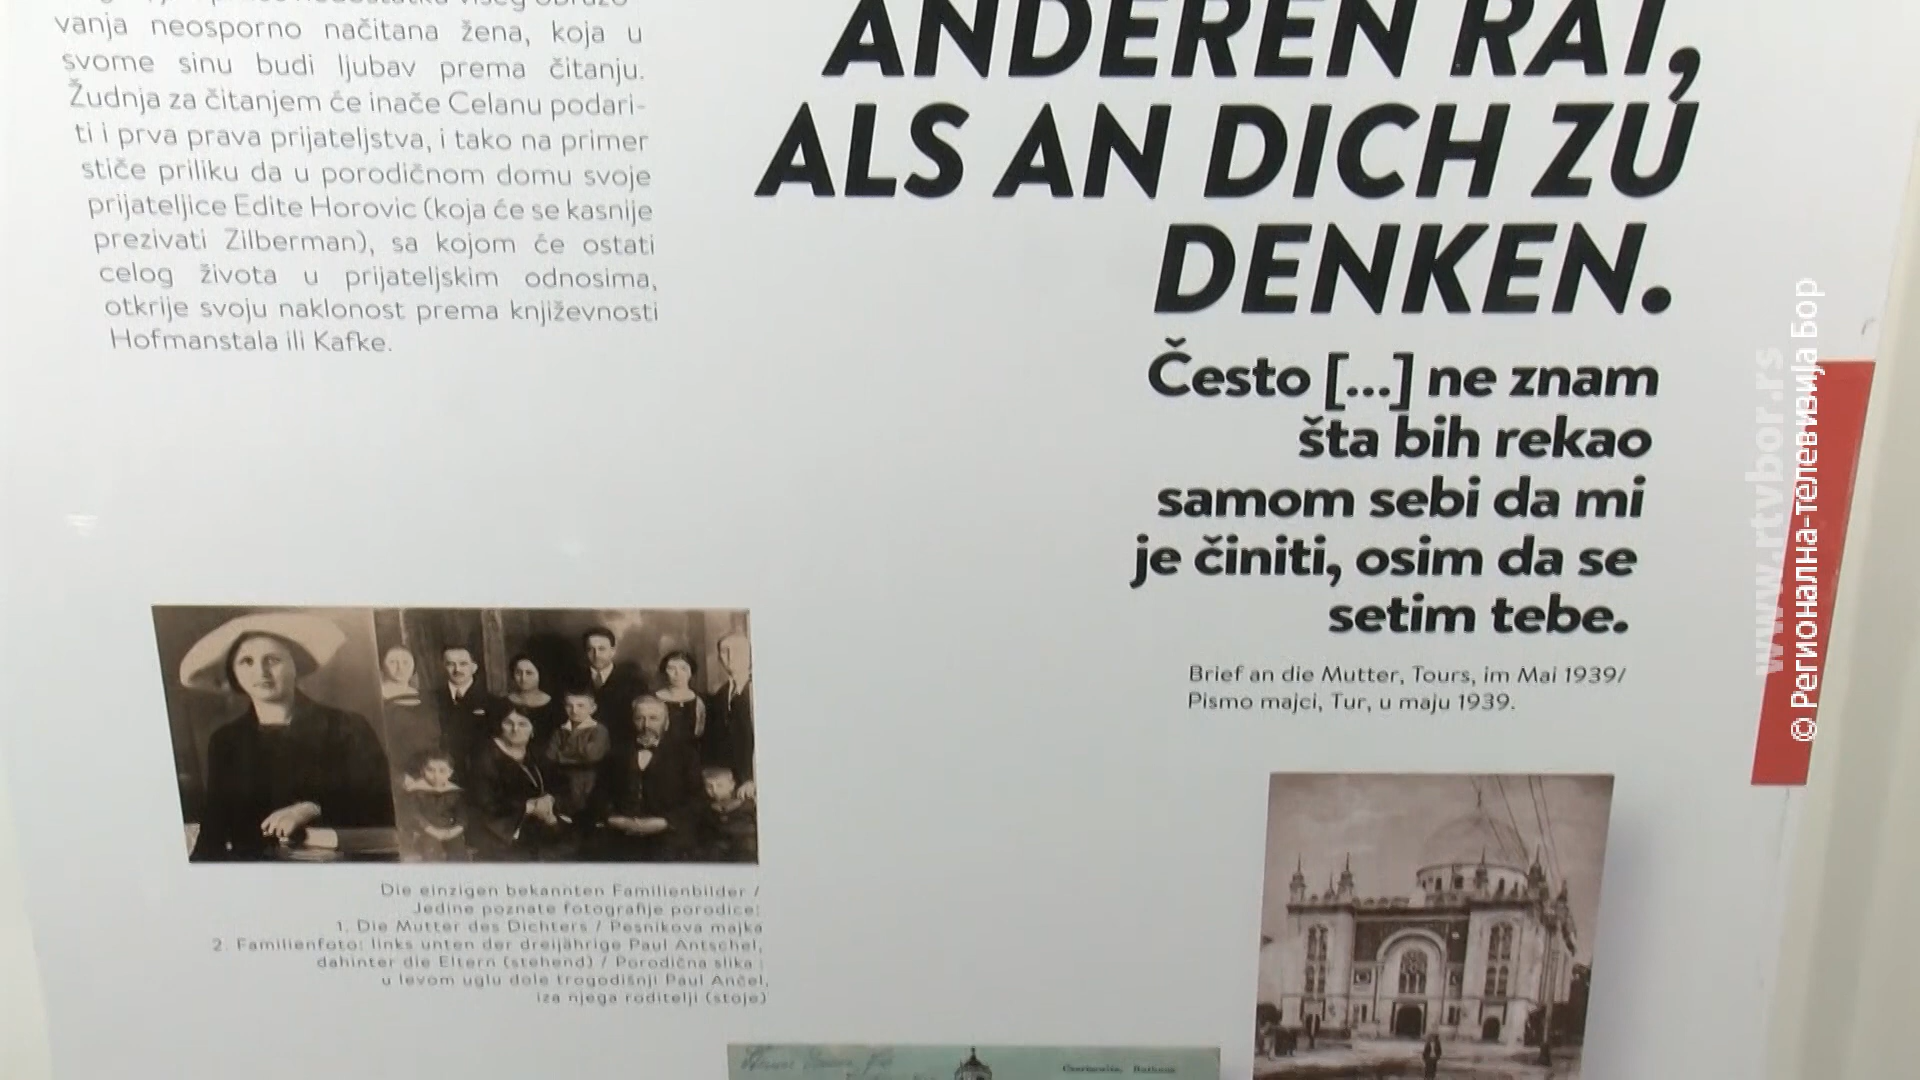 vanja neosporno načitana žena, koja u
svome sinu budi ljubav prema čitanju.
Žudnja za čitanjem će inače Celanu podari-
ti i prva prava prijateljstva, i tako na primer
stiče priliku da u porodičnom domu svoje
prijateljice Edite Horovic (koja će se kasnije
prezivati Zilberman), sa kojom će ostati
celog života u prijateljskim odnosima,
otkrije svoju naklonost prema književnosti
Hofmanstala ili Kafke.
ANDEREN RAT,
ALS AN DICH ZU
DENKEN.
Često [...] ne znam
šta bih rekao
samom sebi da mi
je činiti, osim da se
setim tebe.
Brief an die Mutter, Tours, im Mai 1939/
Pismo majci, Tur, u maju 1939.
Die einzigen bekannten Familienbilder /
Jedine poznate fotografije porodice:
1. Die Mutter des Dichters / Pesnikova majka
2. Familienfoto: links unten der dreijährige Paul Antschel,
dahinter die Eltern (stehend) / Porodična slika :
u levom uglu dole trogodišnji Paul Ančel,
iza njega roditelji (stoje)
Czernowitz, Rathaus
www.rtvbor.rs
© Регионална-телевизија Бор